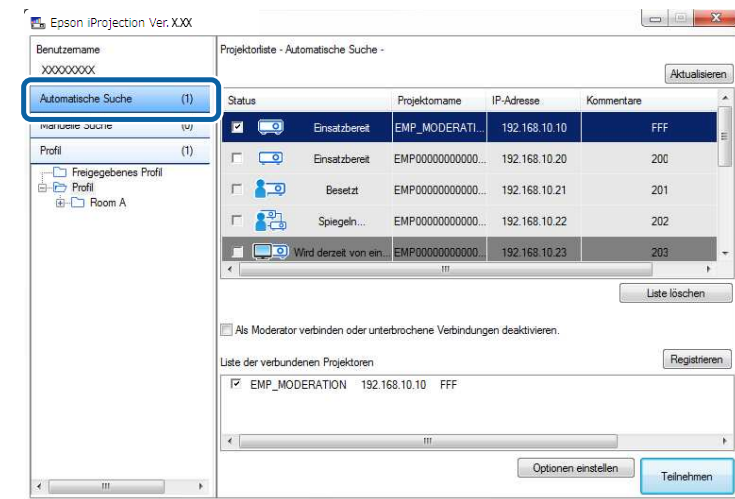 Epson iProjection Ver. X.XX
Benutzername
XXXXXXXX
Automatische Suche (1)
Manuelle Suche (0)
Profil (1)
Freigegebenes Profil
Profil
Room A
Projektorliste - Automatische Suche -
Aktualisieren
Status Projektorname IP-Adresse Kommentare
Einsatzbereit EMP_MODERATI... 192.168.10.10 FFF
Einsatzbereit EMP00000000000... 192.168.10.20 200
Besetzt EMP00000000000... 192.168.10.21 201
Spiegeln... EMP00000000000... 192.168.10.22 202
Wird derzeit von ein... EMP00000000000... 192.168.10.23 203
Liste löschen
Als Moderator verbinden oder unterbrochene Verbindungen deaktivieren.
Liste der verbundenen Projektoren
Registrieren
EMP_MODERATION 192.168.10.10 FFF
Optionen einstellen
Teilnehmen